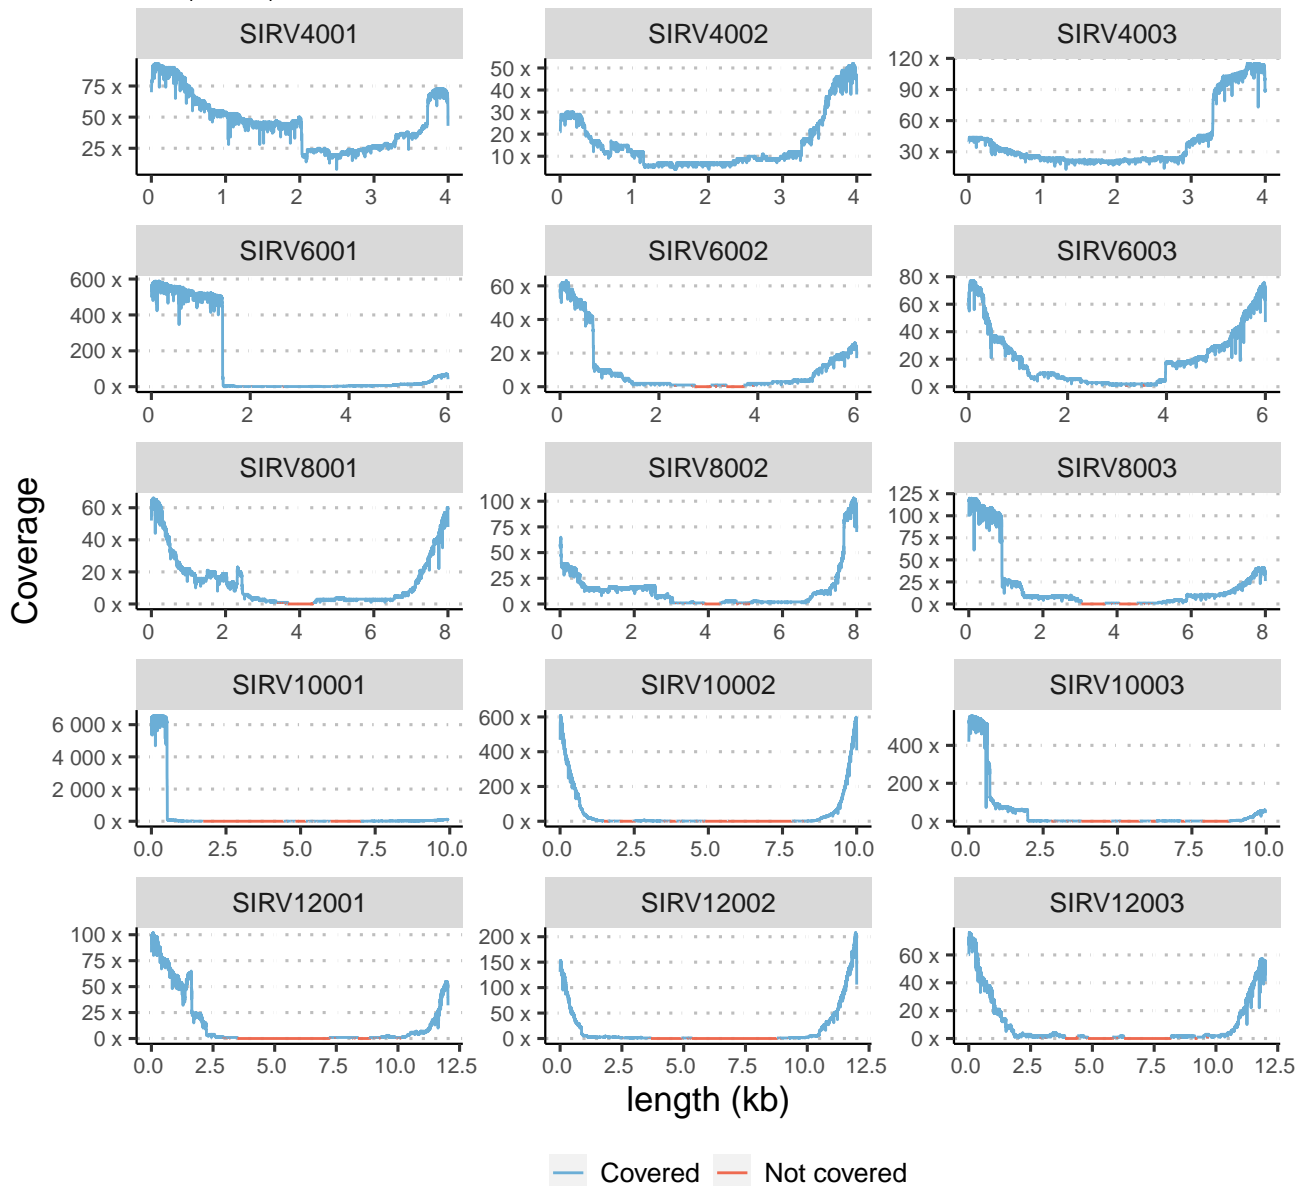 SIRV4001 SIRV4002 SIRV4003
75 x
50 x
25 x
0 1 2 3 4
50 x
40 x
30 x
20 x
10 x
0 1 2 3 4
120 x
90 x
60 x
30 x
0 1 2 3 4
SIRV6001 SIRV6002 SIRV6003
600 x
400 x
200 x
0 x
0 2 4 6
60 x
40 x
20 x
0 x
0 2 4 6
80 x
60 x
40 x
20 x
0 x
0 2 4 6
Coverage
SIRV8001 SIRV8002 SIRV8003
60 x
40 x
20 x
0 x
0 2 4 6 8
100 x
75 x
50 x
25 x
0 x
0 2 4 6 8
125 x
100 x
75 x
50 x
25 x
0 x
0 2 4 6 8
SIRV10001 SIRV10002 SIRV10003
6 000 x
4 000 x
2 000 x
0 x
0.0 2.5 5.0 7.5 10.0
600 x
400 x
200 x
0 x
0.0 2.5 5.0 7.5 10.0
400 x
200 x
0 x
0.0 2.5 5.0 7.5 10.0
SIRV12001 SIRV12002 SIRV12003
100 x
75 x
50 x
25 x
0 x
0.0 2.5 5.0 7.5 10.0 12.5
200 x
150 x
100 x
50 x
0 x
0.0 2.5 5.0 7.5 10.0 12.5
60 x
40 x
20 x
0 x
0.0 2.5 5.0 7.5 10.0 12.5
length (kb)
Covered Not covered